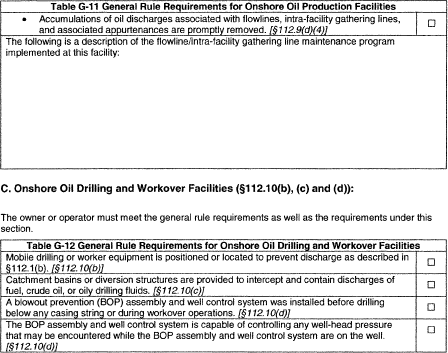 Table G-11 General Rule Requirements for Onshore Oil Production Facilities
• Accumulations of oil discharges associated with flowlines, intra-facility gathering lines, □
and associated appurtenances are promptly removed. [§112.9(d)(4)]
The following is a description of the flowline/intra-facility gathering line maintenance program
implemented at this facility:
C. Onshore Oil Drilling and Workover Facilities (§112.10(b), (c) and (d)):
The owner or operator must meet the general rule requirements as well as the requirements under this
section.
Table G-12 General Rule Requirements for Onshore Oil Drilling and Workover Facilities
Mobile drilling or worker equipment is positioned or located to prevent discharge as described in □
§112.1(b). [§112.10(b)]
Catchment basins or diversion structures are provided to intercept and contain discharges of □
fuel, crude oil, or oily drilling fluids. [§112.10(c)]
A blowout prevention (BOP) assembly and well control system was installed before drilling □
below any casing string or during workover operations. [§112.10(d)]
The BOP assembly and well control system is capable of controlling any well-head pressure □
that may be encountered while the BOP assembly and well control system are on the well.
[§112.10(d)]